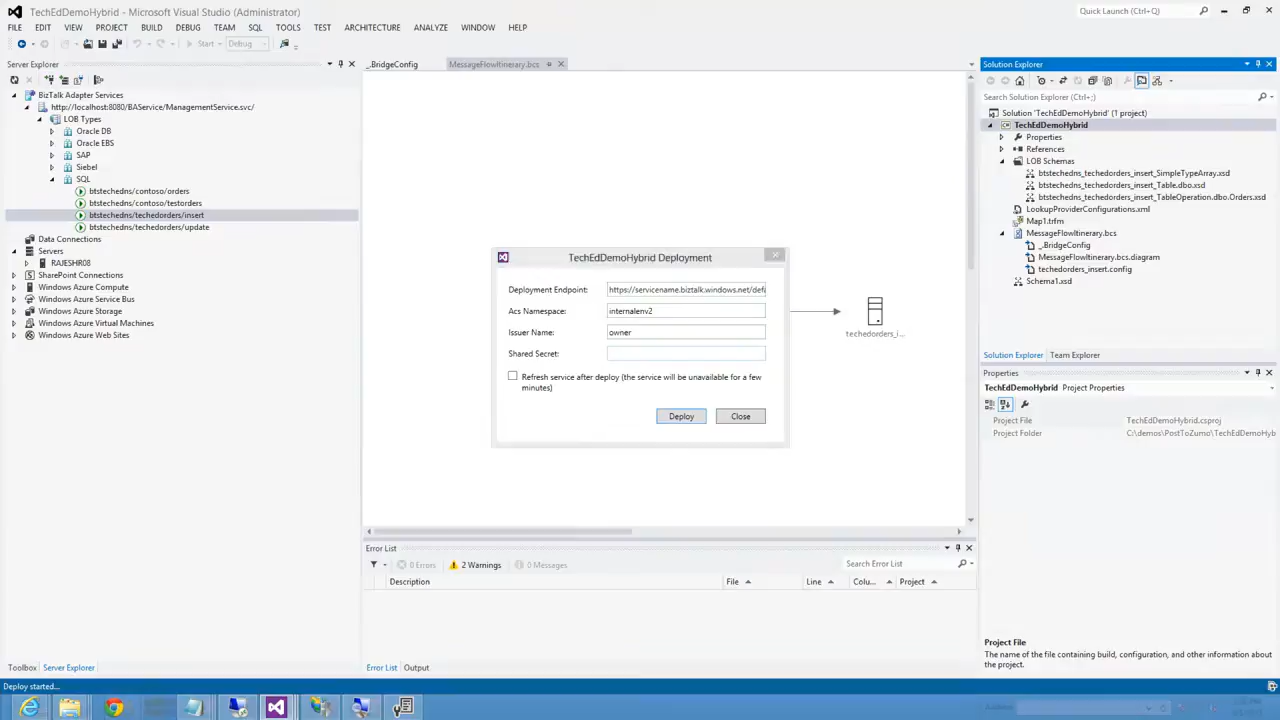 TechEdDemoHybrid - Microsoft Visual Studio (Administrator)
Quick Launch (Ctrl+Q)
FILE EDIT VIEW PROJECT BUILD DEBUG TEAM SQL TOOLS TEST ARCHITECTURE ANALYZE WINDOW HELP
Start Debug
Server Explorer
BizTalk Adapter Services
http://localhost:8080/BAService/ManagementService.svc/
LOB Types
Oracle DB
Oracle EBS
SAP
Siebel
SQL
btstechedns/contoso/orders
btstechedns/contoso/testorders
btstechedns/techedorders/insert
btstechedns/techedorders/update
Data Connections
Servers
RAJESHR08
SharePoint Connections
Windows Azure Compute
Windows Azure Service Bus
Windows Azure Storage
Windows Azure Virtual Machines
Windows Azure Web Sites
Toolbox Server Explorer
_.BridgeConfig MessageFlowItinerary.bcs
TechEdDemoHybrid Deployment
Deployment Endpoint: https://servicename.biztalk.windows.net/defa
Acs Namespace: internalenv2
Issuer Name: owner
Shared Secret:
Refresh service after deploy (the service will be unavailable for a few
minutes)
Deploy Close
techedorders_i...
Error List
0 Errors 2 Warnings 0 Messages Search Error List
Description File Line Colu... Project
Error List Output
Solution Explorer
Search Solution Explorer (Ctrl+;)
Solution 'TechEdDemoHybrid' (1 project)
TechEdDemoHybrid
Properties
References
LOB Schemas
btstechedns_techedorders_insert_SimpleTypeArray.xsd
btstechedns_techedorders_insert_Table.dbo.xsd
btstechedns_techedorders_insert_TableOperation.dbo.Orders.xsd
LookupProviderConfigurations.xml
Map1.trfm
MessageFlowItinerary.bcs
_.BridgeConfig
MessageFlowItinerary.bcs.diagram
techedorders_insert.config
Schema1.xsd
Solution Explorer Team Explorer
Properties
TechEdDemoHybrid Project Properties
Project File TechEdDemoHybrid.csproj
Project Folder C:\demos\PostToZumo\TechEdDemoHyb
Project File
The name of the file containing build, configuration, and other information about
the project.
Deploy started...